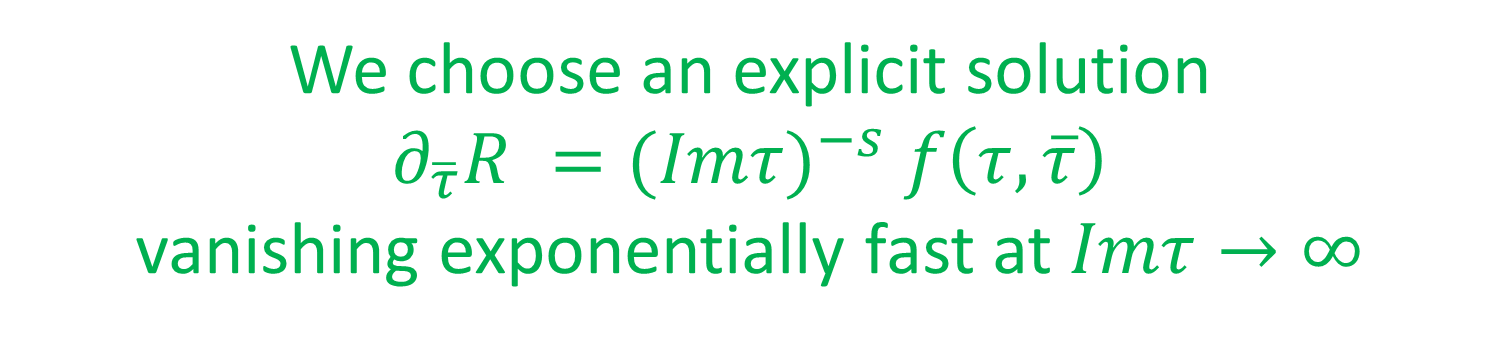 We choose an explicit solution
∂_τ̄ R = (Imτ)^{−s} f(τ, τ̄)
vanishing exponentially fast at Imτ → ∞